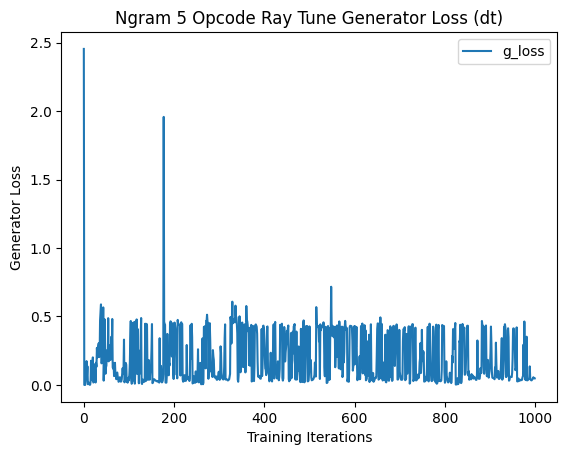 Ngram 5 Opcode Ray Tune Generator Loss (dt)
g_loss
Generator Loss
2.5
2.0
1.5
1.0
0.5
0.0
0 200 400 600 800 1000
Training Iterations